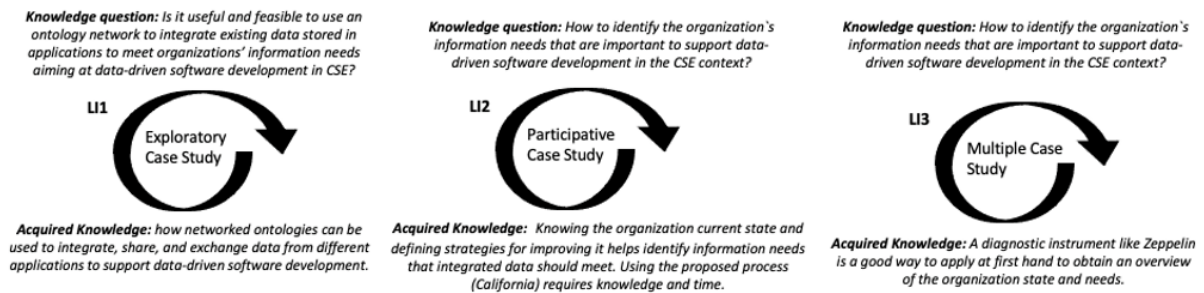 Knowledge question: Is it useful and feasible to use an
ontology network to integrate existing data stored in
applications to meet organizations’ information needs
aiming at data-driven software development in CSE?
LI1
Exploratory
Case Study
Acquired Knowledge: how networked ontologies can be
used to integrate, share, and exchange data from different
applications to support data-driven software development.
Knowledge question: How to identify the organization`s
information needs that are important to support data-
driven software development in the CSE context?
LI2
Participative
Case Study
Acquired Knowledge: Knowing the organization current state and
defining strategies for improving it helps identify information needs
that integrated data should meet. Using the proposed process
(California) requires knowledge and time.
Knowledge question: How to identify the organization`s
information needs that are important to support data-
driven software development in the CSE context?
LI3
Multiple Case
Study
Acquired Knowledge: A diagnostic instrument like Zeppelin
is a good way to apply at first hand to obtain an overview
of the organization state and needs.